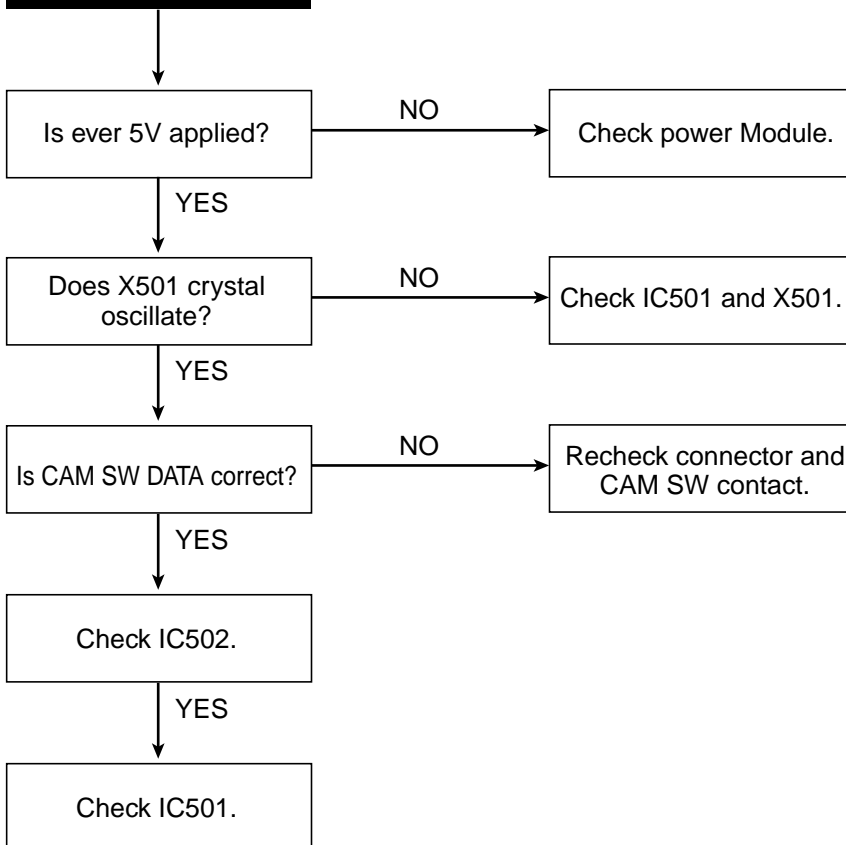 Is ever 5V applied?
NO
Check power Module.
YES
Does X501 crystal
oscillate?
NO
Check IC501 and X501.
YES
Is CAM SW DATA correct?
NO
Recheck connector and
CAM SW contact.
YES
Check IC502.
YES
Check IC501.